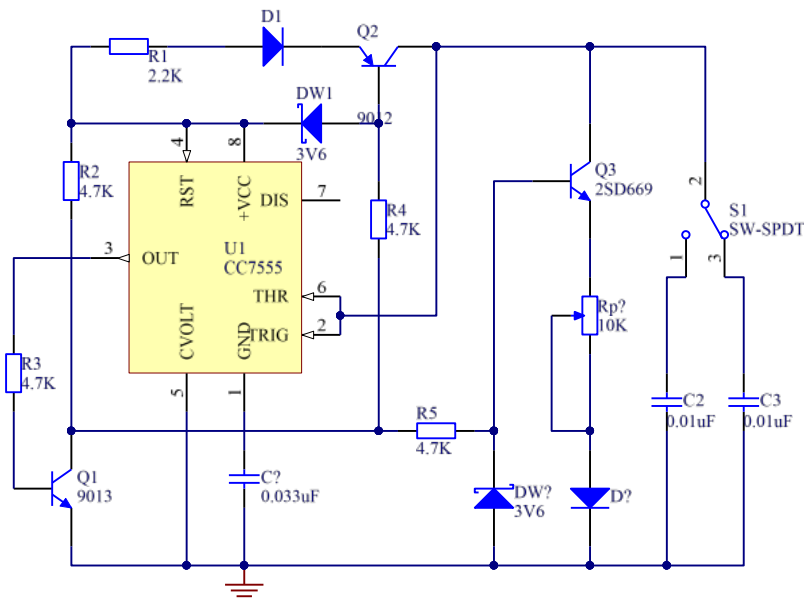 D1
Q2
R1
2.2K
DW1
9012
3V6
4
8
R2
4.7K
RST
+VCC
DIS
7
Q3
2SD669
2
R4
4.7K
S1
SW-SPDT
3
OUT
U1
CC7555
1
3
THR
6
Rp?
10K
TRIG
2
CVOLT
GND
R3
4.7K
5
1
C2
0.01uF
C3
0.01uF
R5
4.7K
Q1
9013
C?
0.033uF
DW?
3V6
D?